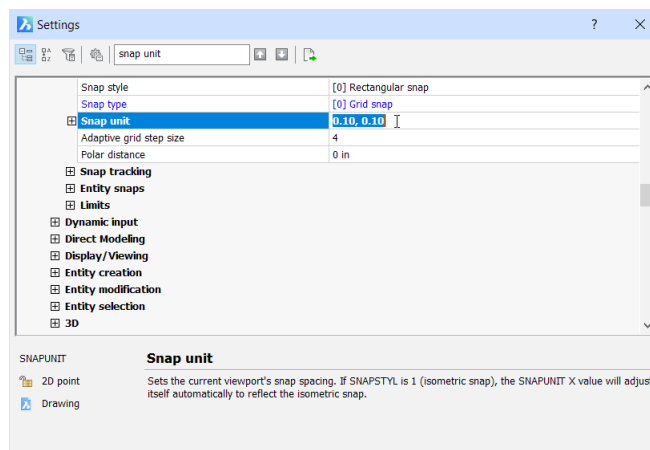 Settings ?
snap unit
Snap style [0] Rectangular snap
Snap type [0] Grid snap
Snap unit 0.10, 0.10
Adaptive grid step size 4
Polar distance 0 in
Snap tracking
Entity snaps
Limits
Dynamic input
Direct Modeling
Display/Viewing
Entity creation
Entity modification
Entity selection
3D
SNAPUNIT Snap unit
2D point Sets the current viewport's snap spacing. If SNAPSTYL is 1 (isometric snap), the SNAPUNIT X value will adjus
itself automatically to reflect the isometric snap.
Drawing